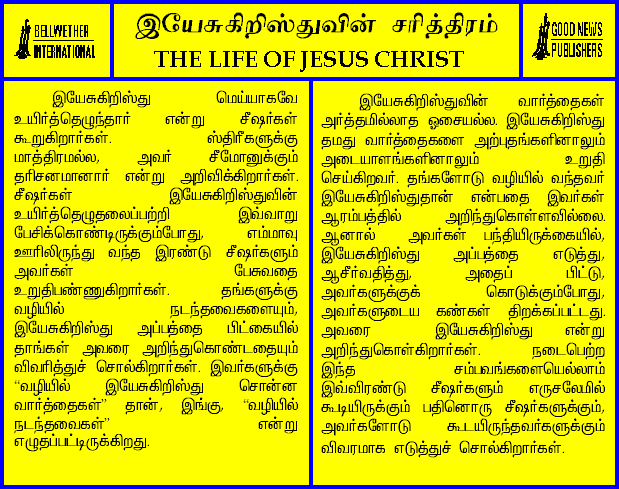 BELLWETHER
INTERNATIONAL
இயேசுகிறிஸ்துவின் சரித்திரம்
THE LIFE OF JESUS CHRIST
GOOD NEWS
PUBLISHERS
இயேசுகிறிஸ்து மெய்யாகவே
உயிர்த்தெழுந்தார் என்று சீஷர்கள்
கூறுகிறார்கள். ஸ்திரீகளுக்கு
மாத்திரமல்ல, அவர் சீமோனுக்கும்
தரிசனமானார் என்று அறிவிக்கிறார்கள்.
சீஷர்கள் இயேசுகிறிஸ்துவின்
உயிர்த்தெழுதலைப்பற்றி இவ்வாறு
பேசிக்கொண்டிருக்கும்போது, எம்மாவு
ஊரிலிருந்து வந்த இரண்டு சீஷர்களும்
அவர்கள் பேசுவதை
உறுதிபண்ணுகிறார்கள். தங்களுக்கு
வழியில் நடந்தவைகளையும்,
இயேசுகிறிஸ்து அப்பத்தை பிட்கையில்
தாங்கள் அவரை அறிந்துகொண்டதையும்
விவரித்துச் சொல்கிறார்கள். இவர்களுக்கு
“வழியில் இயேசுகிறிஸ்து சொன்ன
வார்த்தைகள்” தான், இங்கு, “வழியில்
நடந்தவைகள்” என்று
எழுதப்பட்டிருக்கிறது.
இயேசுகிறிஸ்துவின் வார்த்தைகள்
அர்த்தமில்லாத ஓசையல்ல. இயேசுகிறிஸ்து
தமது வார்த்தைகளை அற்புதங்களினாலும்
அடையாளங்களினாலும் உறுதி
செய்கிறவர். தங்களோடு வழியில் வந்தவர்
இயேசுகிறிஸ்துதான் என்பதை இவர்கள்
ஆரம்பத்தில் அறிந்துகொள்ளவில்லை.
ஆனால் அவர்கள் பந்தியிருக்கையில்,
இயேசுகிறிஸ்து அப்பத்தை எடுத்து,
ஆசீர்வதித்து, அதைப் பிட்டு,
அவர்களுக்குக் கொடுக்கும்போது,
அவர்களுடைய கண்கள் திறக்கப்பட்டது.
அவரை இயேசுகிறிஸ்து என்று
அறிந்துகொள்கிறார்கள். நடைபெற்ற
இந்த சம்பவங்களையெல்லாம்
இவ்விரண்டு சீஷர்களும் எருசலேமில்
கூடியிருக்கும் பதினொரு சீஷர்களுக்கும்,
அவர்களோடு கூடயிருந்தவர்களுக்கும்
விவரமாக எடுத்துச் சொல்கிறார்கள்.